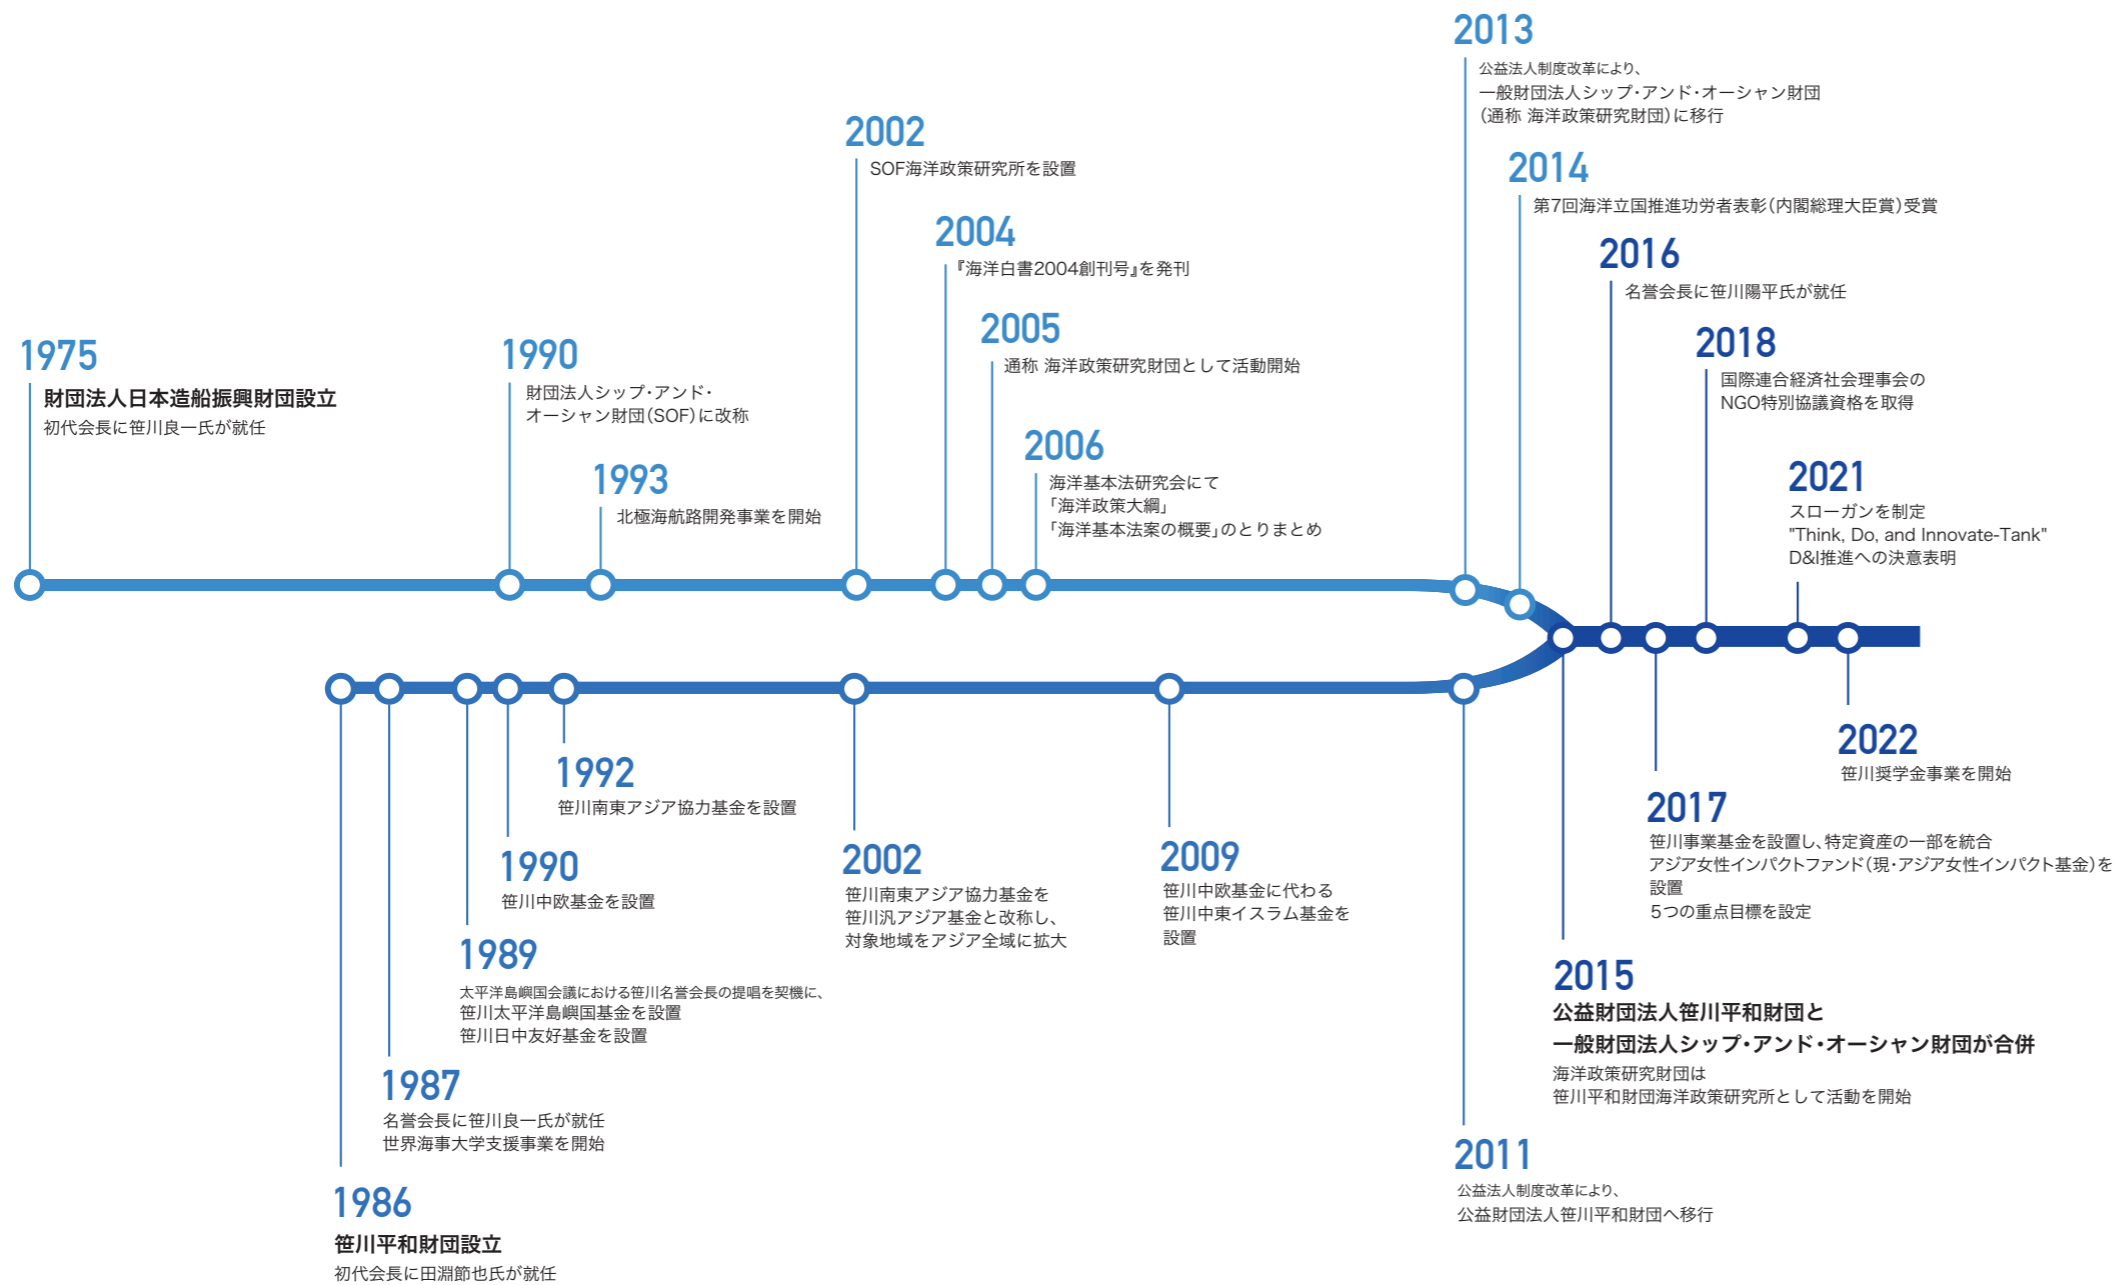 1975
財団法人日本造船振興財団設立
初代会長に笹川良一氏が就任
1990
財団法人シップ・アンド・
オーシャン財団（SOF）に改称
1993
北極海航路開発事業を開始
2002
SOF海洋政策研究所を設置
2004
『海洋白書2004創刊号』を発刊
2005
通称 海洋政策研究財団として活動開始
2006
海洋基本法研究会にて
「海洋政策大綱」
「海洋基本法案の概要」のとりまとめ
2013
公益法人制度改革により、
一般財団法人シップ・アンド・オーシャン財団
（通称 海洋政策研究財団）に移行
2014
第7回海洋立国推進功労者表彰（内閣総理大臣賞）受賞
2016
名誉会長に笹川陽平氏が就任
2018
国際連合経済社会理事会の
NGO特別協議資格を取得
2021
スローガンを制定
"Think, Do, and Innovate-Tank"
D&I推進への決意表明
1986
笹川平和財団設立
初代会長に田淵節也氏が就任
1987
名誉会長に笹川良一氏が就任
世界海事大学支援事業を開始
1989
太平洋島嶼国会議における笹川名誉会長の提唱を契機に、
笹川太平洋島嶼国基金を設置
笹川日中友好基金を設置
1990
笹川中欧基金を設置
1992
笹川南東アジア協力基金を設置
2002
笹川南東アジア協力基金を
笹川汎アジア基金と改称し、
対象地域をアジア全域に拡大
2009
笹川中欧基金に代わる
笹川中東イスラム基金を
設置
2011
公益法人制度改革により、
公益財団法人笹川平和財団へ移行
2015
公益財団法人笹川平和財団と
一般財団法人シップ・アンド・オーシャン財団が合併
海洋政策研究財団は
笹川平和財団海洋政策研究所として活動を開始
2017
笹川事業基金を設置し、特定資産の一部を統合
アジア女性インパクトファンド（現・アジア女性インパクト基金）を
設置
5つの重点目標を設定
2022
笹川奨学金事業を開始